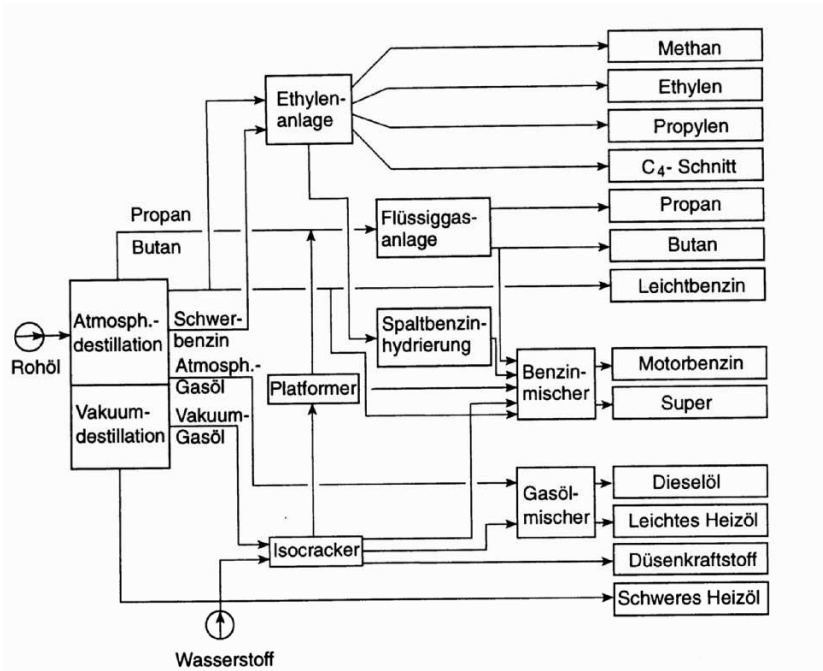 Methan
Ethylen-
anlage
Ethylen
Propylen
C4- Schnitt
Propan
Butan
Flüssiggas-
anlage
Propan
Butan
Leichtbenzin
Atmosph.-
destillation
Schwer-
benzin
Spaltbenzin-
hydrierung
Rohöl
Atmosph.-
Gasöl
Platformer
Benzin-
mischer
Motorbenzin
Super
Vakuum-
destillation
Vakuum-
Gasöl
Gasöl-
mischer
Dieselöl
Leichtes Heizöl
Isocracker
Düsenkraftstoff
Schweres Heizöl
Wasserstoff